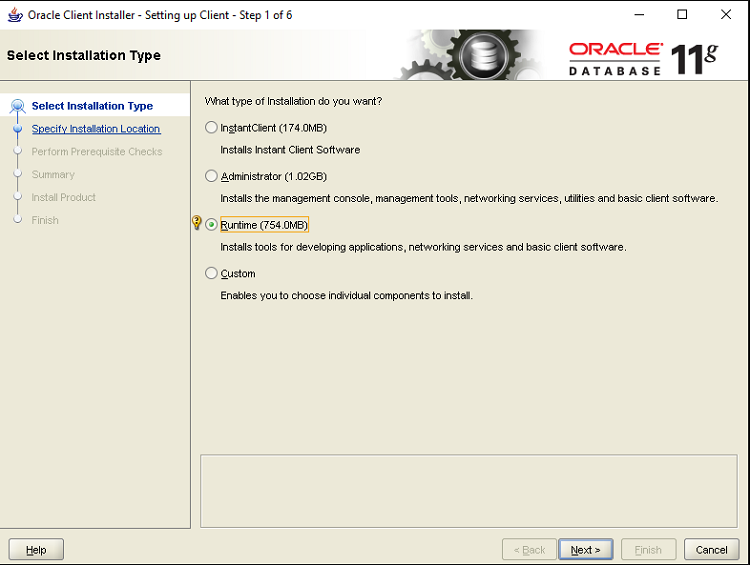 Oracle Client Installer - Setting up Client - Step 1 of 6
Select Installation Type
ORACLE
DATABASE
11g
Select Installation Type
Specify Installation Location
Perform Prerequisite Checks
Summary
Install Product
Finish
What type of Installation do you want?
InstantClient (174.0MB)
Installs Instant Client Software
Administrator (1.02GB)
Installs the management console, management tools, networking services, utilities and basic client software.
Runtime (754.0MB)
Installs tools for developing applications, networking services and basic client software.
Custom
Enables you to choose individual components to install.
Help
< Back
Next >
Finish
Cancel